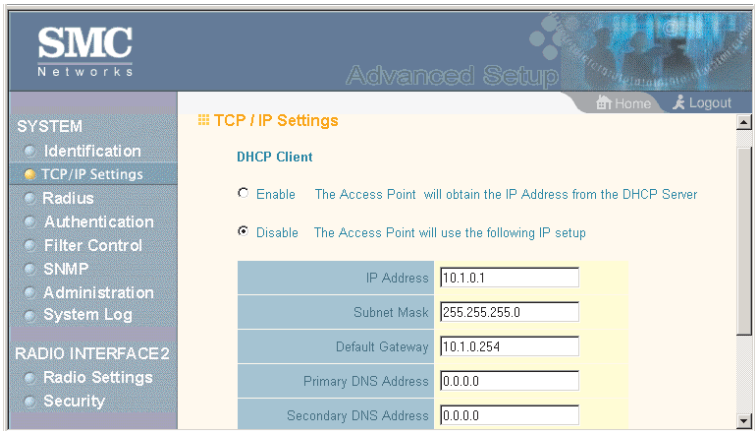 SMC
Networks
Advanced Setup
Home
Logout
SYSTEM
Identification
TCP/IP Settings
Radius
Authentication
Filter Control
SNMP
Administration
System Log
RADIO INTERFACE2
Radio Settings
Security
TCP / IP Settings
DHCP Client
Enable The Access Point will obtain the IP Address from the DHCP Server
Disable The Access Point will use the following IP setup
IP Address 10.1.0.1
Subnet Mask 255.255.255.0
Default Gateway 10.1.0.254
Primary DNS Address 0.0.0.0
Secondary DNS Address 0.0.0.0